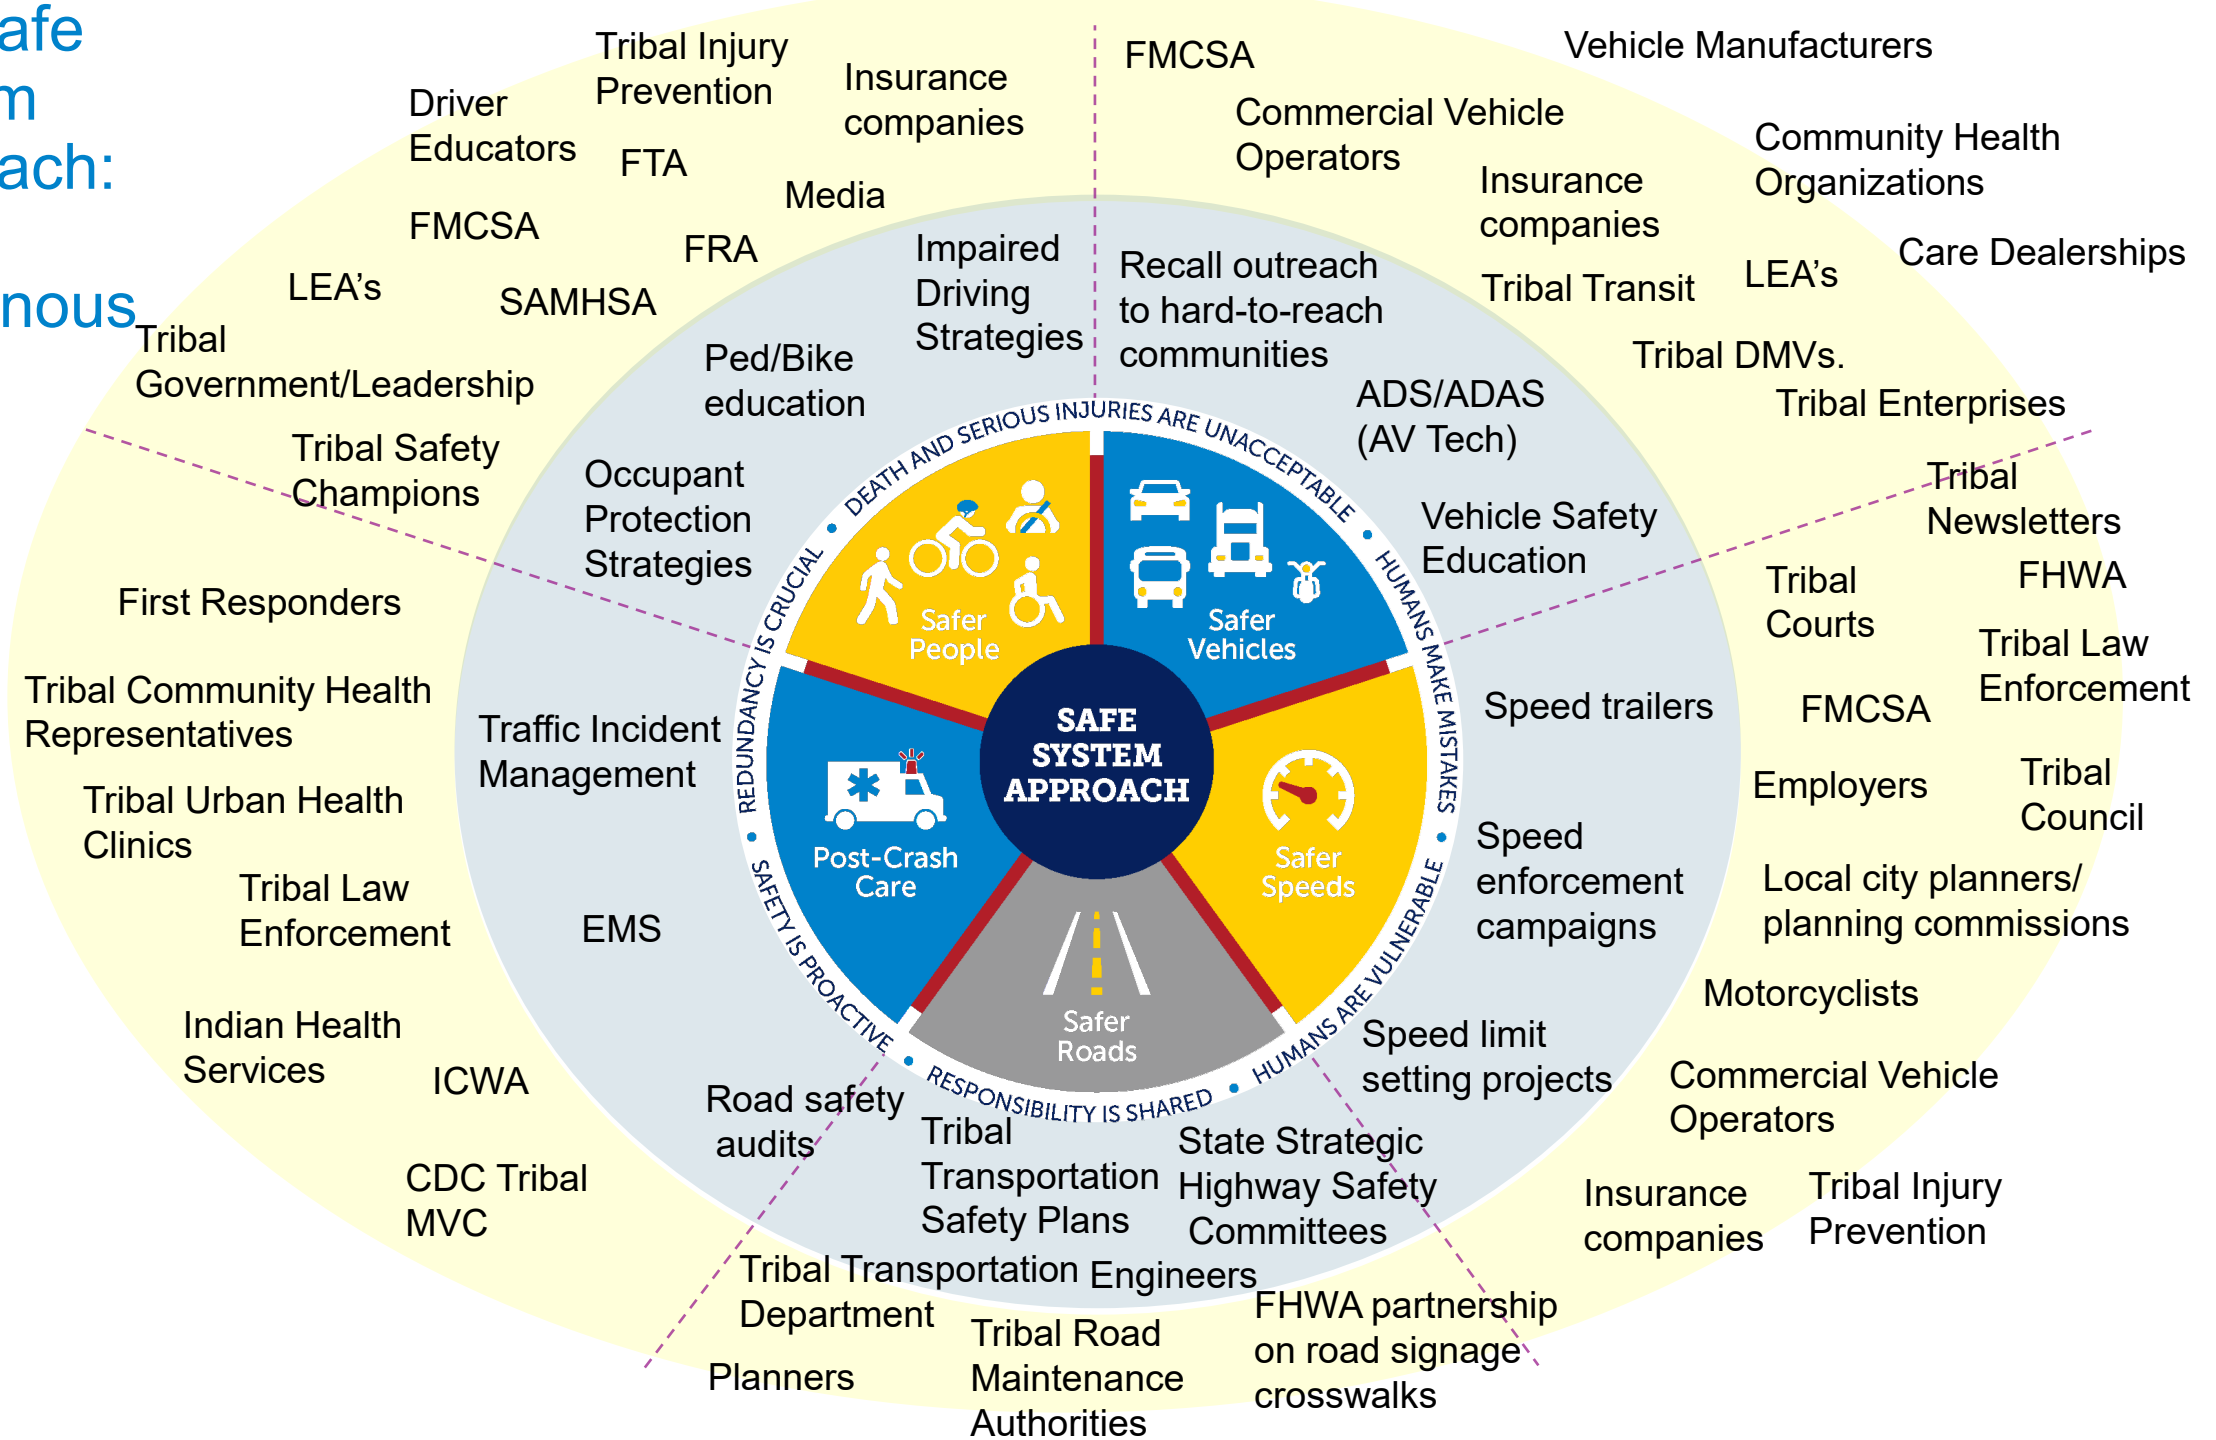 afe
m
ach:
nous
Tribal Injury
Prevention
Insurance
companies
Driver
Educators
FTA
Media
FMCSA
FRA
LEA's
SAMHSA
Tribal
Government/Leadership
Tribal Safety
Champions
Impaired
Driving
Strategies
Ped/Bike
education
Occupant
Protection
Strategies
FMCSA
Vehicle Manufacturers
Commercial Vehicle
Operators
Community Health
Organizations
Insurance
companies
Care Dealerships
Tribal Transit
LEA's
Tribal DMVs.
Tribal Enterprises
Recall outreach
to hard-to-reach
communities
ADS/ADAS
(AV Tech)
Vehicle Safety
Education
Tribal
Newsletters
Tribal
Courts
FHWA
Tribal Law
Enforcement
FMCSA
Employers
Tribal
Council
Local city planners/
planning commissions
Motorcyclists
Commercial Vehicle
Operators
Insurance
companies
Tribal Injury
Prevention
Speed trailers
Speed
enforcement
campaigns
Speed limit
setting projects
First Responders
Tribal Community Health
Representatives
Tribal Urban Health
Clinics
Tribal Law
Enforcement
Indian Health
Services
ICWA
CDC Tribal
MVC
Traffic Incident
Management
EMS
Road safety
audits
Tribal
Transportation
Safety Plans
State Strategic
Highway Safety
Committees
Tribal Transportation
Department
Engineers
Planners
Tribal Road
Maintenance
Authorities
FHWA partnership
on road signage
crosswalks
DEATH AND SERIOUS INJURIES ARE UNACCEPTABLE
HUMANS MAKE MISTAKES
HUMANS ARE VULNERABLE
RESPONSIBILITY IS SHARED
SAFETY IS PROACTIVE
REDUNDANCY IS CRUCIAL
Safer
People
Safer
Vehicles
Safer
Speeds
Safer
Roads
Post-Crash
Care
SAFE
SYSTEM
APPROACH